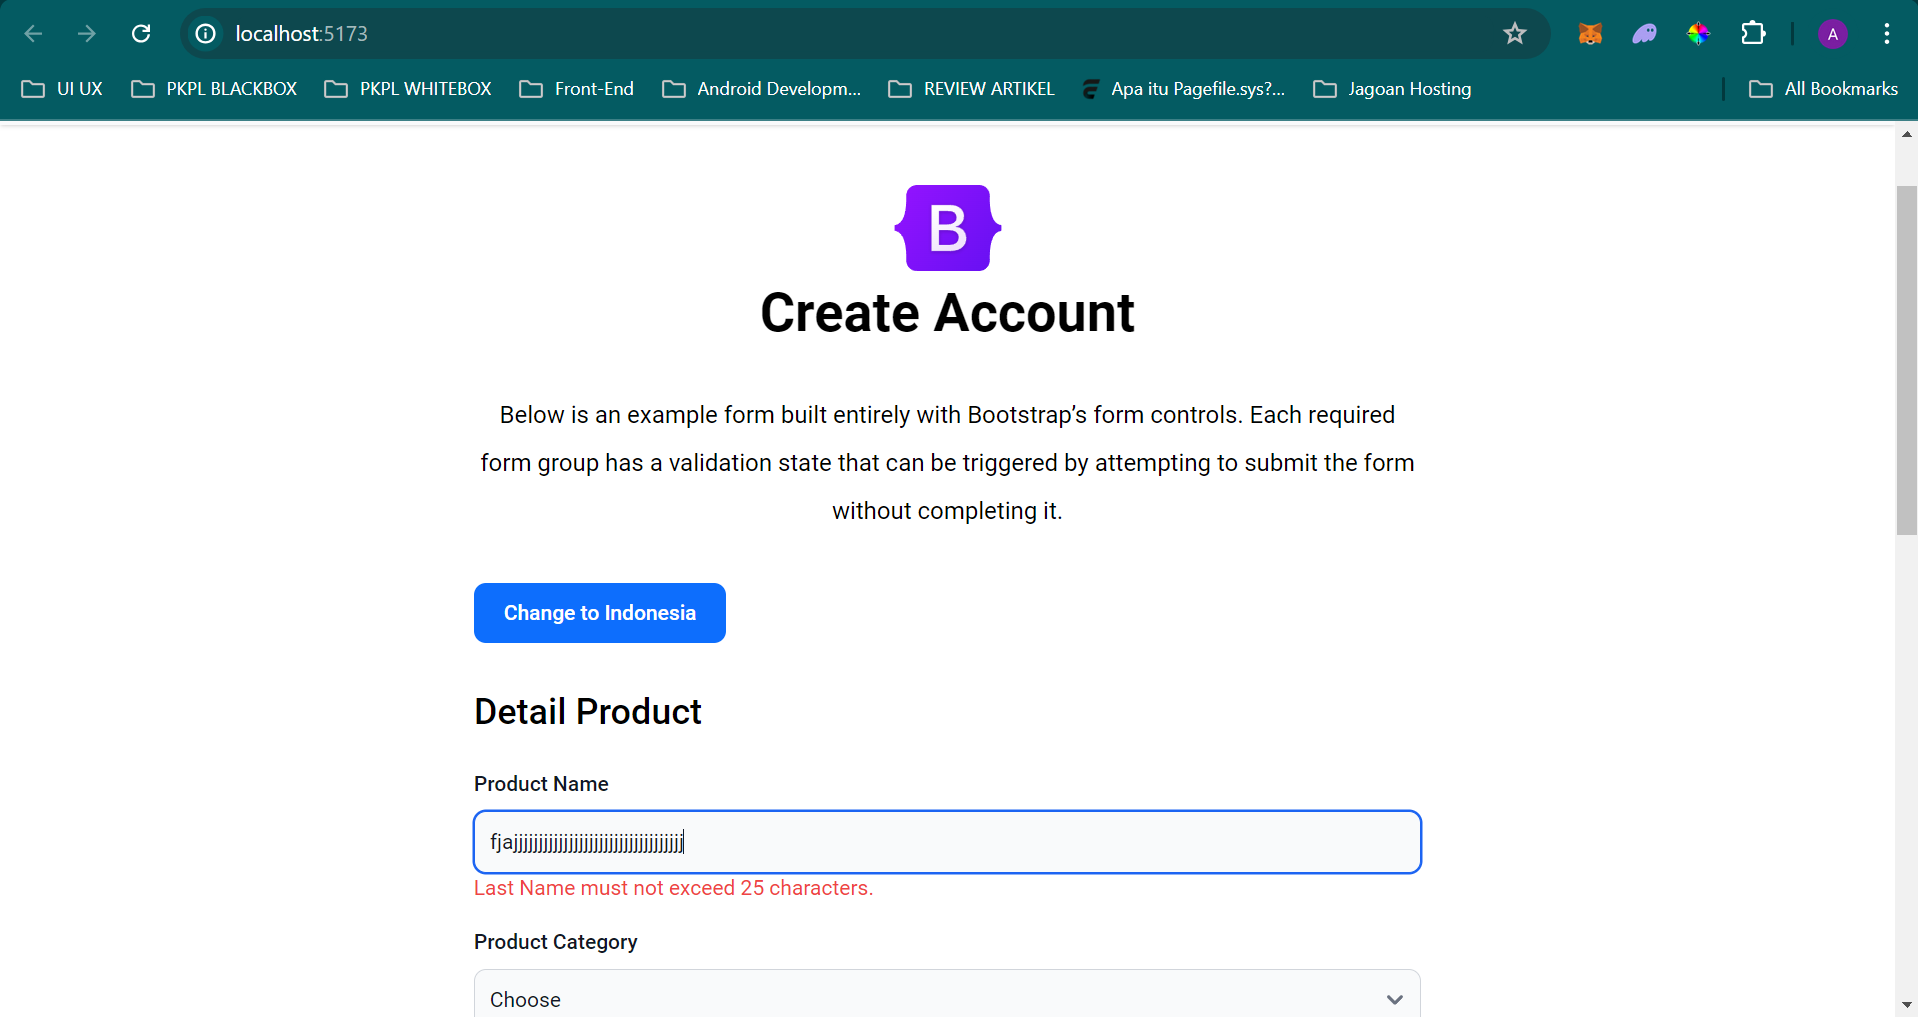 localhost:5173
A
UI UX
PKPL BLACKBOX
PKPL WHITEBOX
Front-End
Android Developm...
REVIEW ARTIKEL
Apa itu Pagefile.sys?...
Jagoan Hosting
All Bookmarks
B
Create Account
Below is an example form built entirely with Bootstrap’s form controls. Each required
form group has a validation state that can be triggered by attempting to submit the form
without completing it.
Change to Indonesia
Detail Product
Product Name
Last Name must not exceed 25 characters.
Product Category
Choose